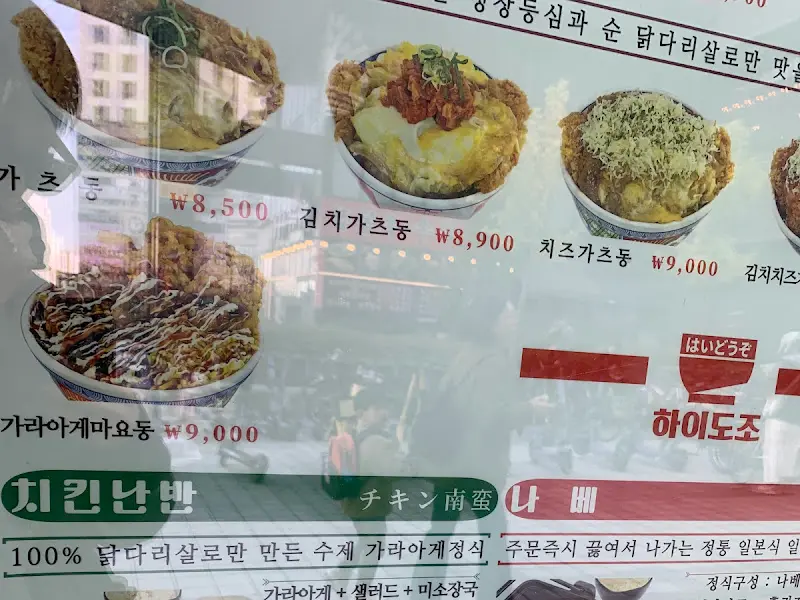 정상등심과 순 닭다리살로만 맛을
가츠동 ₩8,500
김치가츠동 ₩8,900
치즈가츠동 ₩9,000
김치치즈
가라아게마요동 ₩9,000
はいどうぞ
하이도조
치킨난반 チキン南蛮
나베
100% 닭다리살로만 만든 수제 가라아게정식
주문즉시 끓여서 나가는 정통 일본식
가라아게 + 샐러드 + 미소장국
정식구성 : 나베